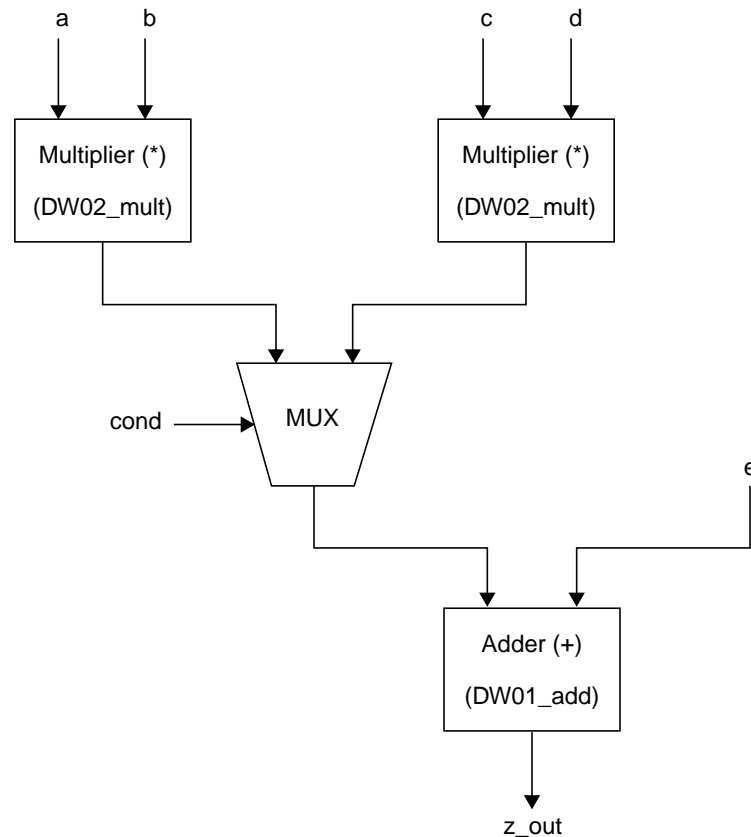 a
b
c
d
Multiplier (*)
(DW02_mult)
Multiplier (*)
(DW02_mult)
cond
MUX
e
Adder (+)
(DW01_add)
z_out